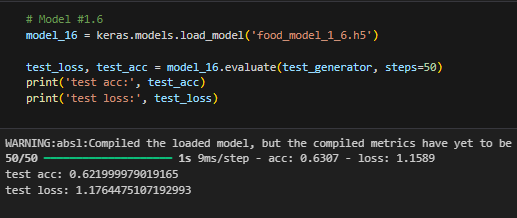 # Model #1.6
model_16 = keras.models.load_model('food_model_1_6.h5')
test_loss, test_acc = model_16.evaluate(test_generator, steps=50)
print('test acc:', test_acc)
print('test loss:', test_loss)
WARNING:absl:Compiled the loaded model, but the compiled metrics have yet to be
50/50 ━━━━━━━━━━━━━━━━━━━━ 1s 9ms/step - acc: 0.6307 - loss: 1.1589
test acc: 0.621999979019165
test loss: 1.1764475107192993